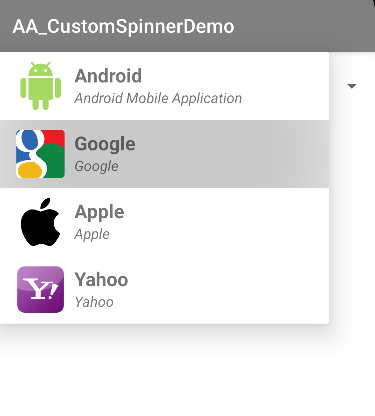 AA_CustomSpinnerDemo
Android
Android Mobile Application
Google
Google
Apple
Apple
Y!
Yahoo
Yahoo